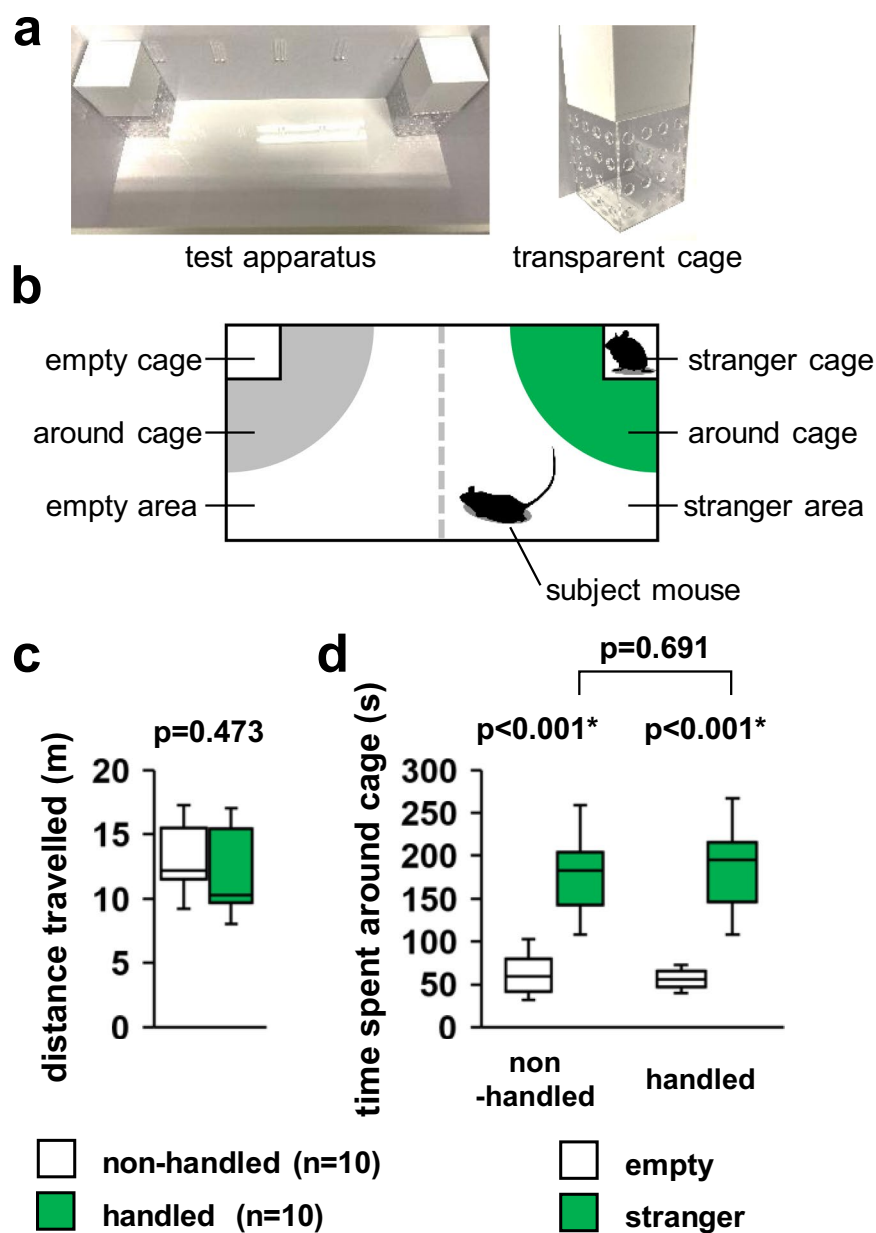 a
test apparatus
transparent cage
b
empty cage
around cage
empty area
stranger cage
around cage
stranger area
subject mouse
c
distance travelled (m)
p=0.473
20
15
10
5
0
d
time spent around cage (s)
p=0.691
p<0.001*
p<0.001*
300
250
200
150
100
50
0
non
-handled
handled
non-handled (n=10)
handled (n=10)
empty
stranger